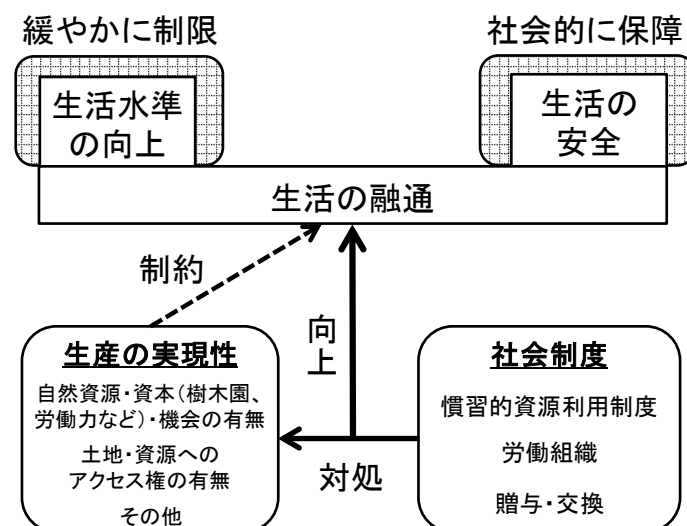 緩やかに制限
社会的に保障
生活水準
の向上
生活の
安全
生活の融通
制約
向上
生産の実現性
自然資源・資本(樹木園、
労働力など)・機会の有無
土地・資源への
アクセス権の有無
その他
対処
社会制度
慣習的資源利用制度
労働組織
贈与・交換